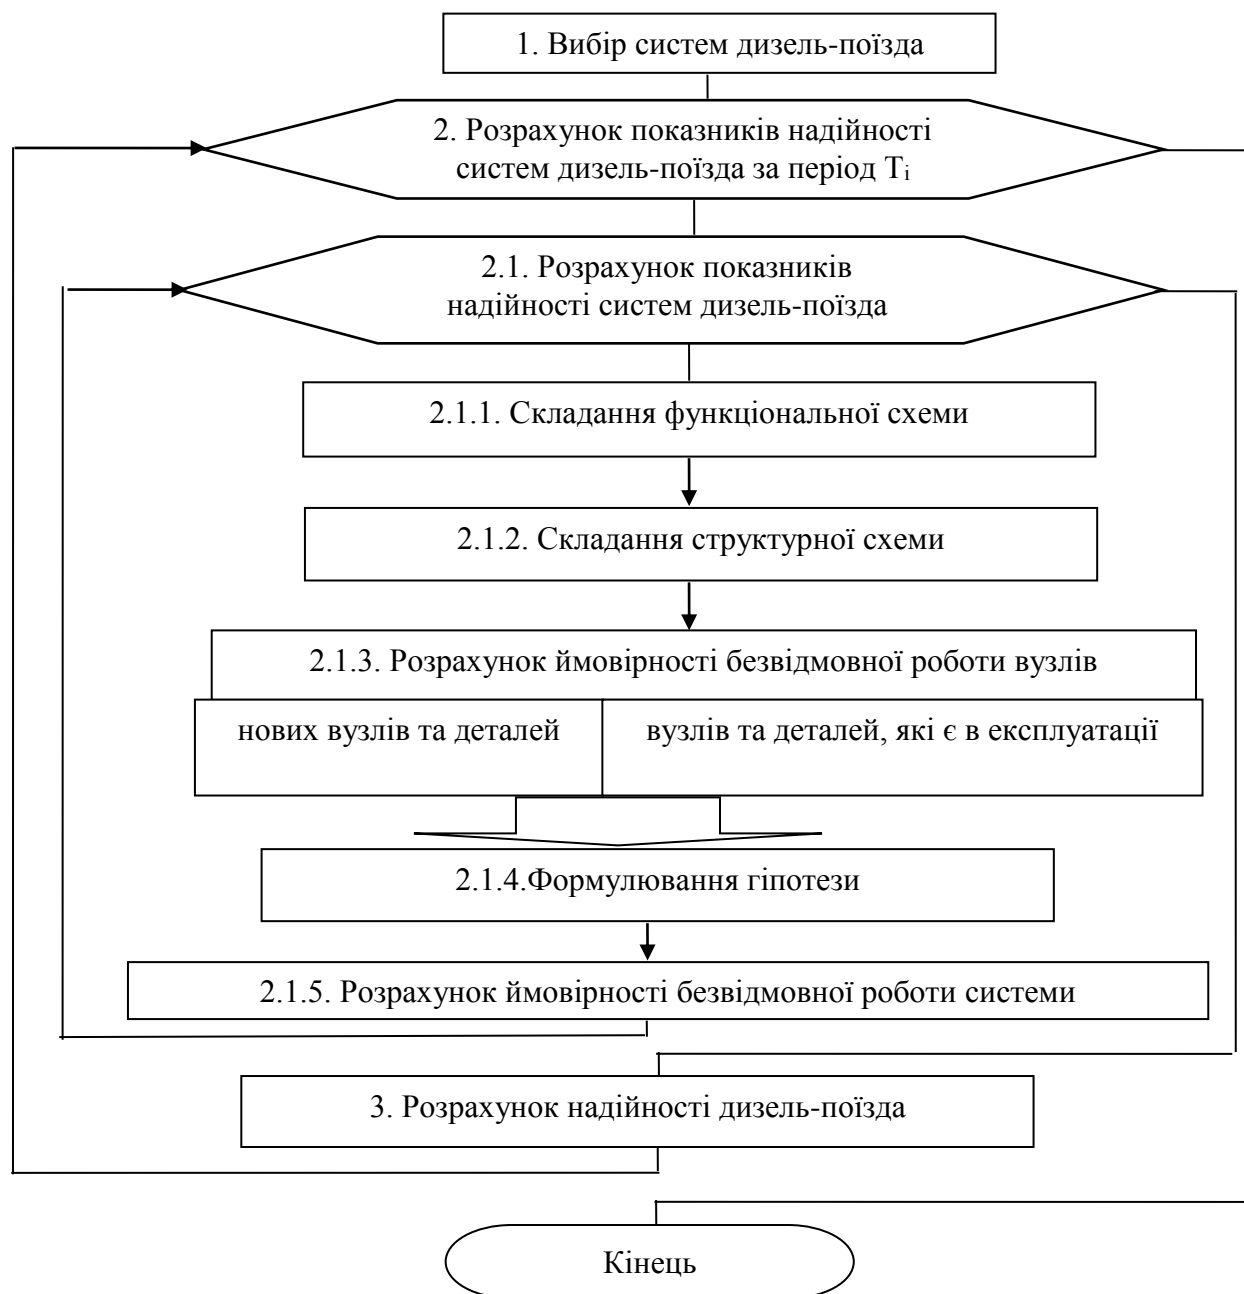 1. Вибір систем дизель-поїзда
2. Розрахунок показників надійності
систем дизель-поїзда за період Tᵢ
2.1. Розрахунок показників
надійності систем дизель-поїзда
2.1.1. Складання функціональної схеми
2.1.2. Складання структурної схеми
2.1.3. Розрахунок ймовірності безвідмовної роботи вузлів
нових вузлів та деталей
вузлів та деталей, які є в експлуатації
2.1.4.Формулювання гіпотези
2.1.5. Розрахунок ймовірності безвідмовної роботи системи
3. Розрахунок надійності дизель-поїзда
Кінець